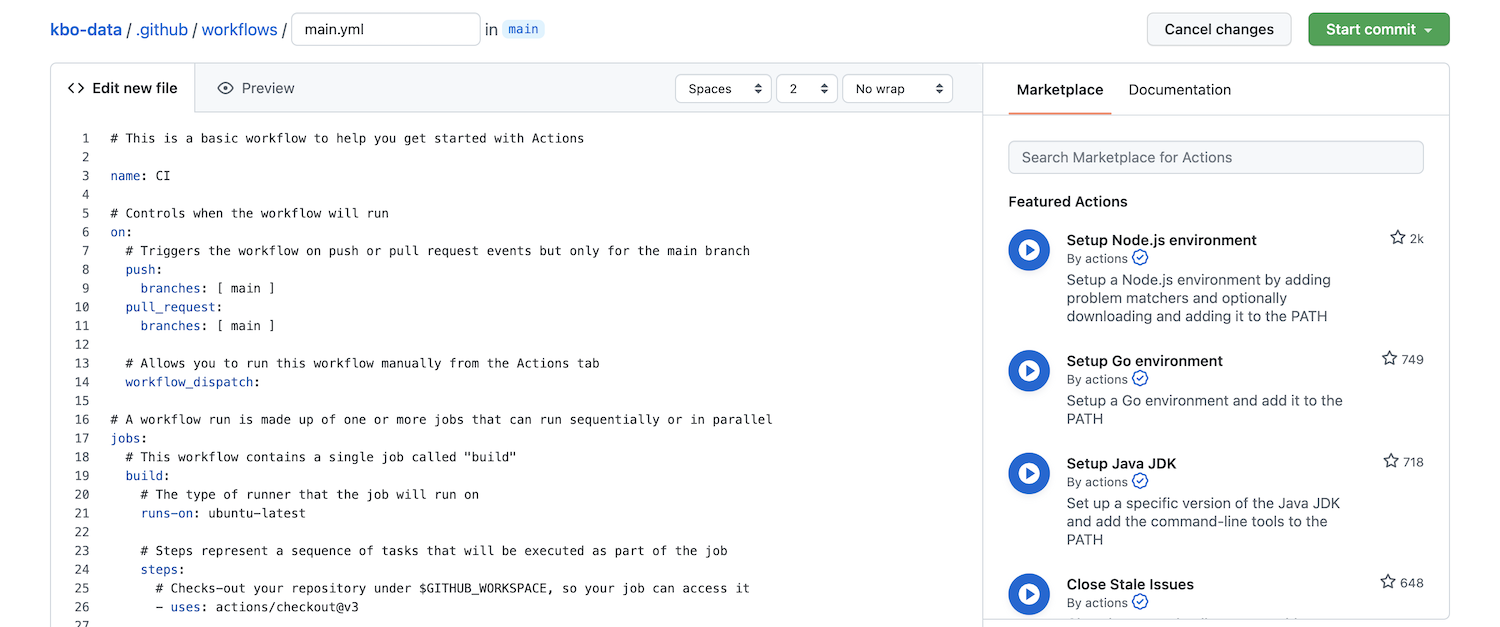 kbo-data / .github / workflows / main.yml in main
Cancel changes
Start commit
Edit new file
Preview
Spaces
2
No wrap
1 # This is a basic workflow to help you get started with Actions
2
3 name: CI
4
5 # Controls when the workflow will run
6 on:
7 # Triggers the workflow on push or pull request events but only for the main branch
8 push:
9 branches: [ main ]
10 pull_request:
11 branches: [ main ]
12
13 # Allows you to run this workflow manually from the Actions tab
14 workflow_dispatch:
15
16 # A workflow run is made up of one or more jobs that can run sequentially or in parallel
17 jobs:
18 # This workflow contains a single job called "build"
19 build:
20 # The type of runner that the job will run on
21 runs-on: ubuntu-latest
22
23 # Steps represent a sequence of tasks that will be executed as part of the job
24 steps:
25 # Checks-out your repository under $GITHUB_WORKSPACE, so your job can access it
26 - uses: actions/checkout@v3
27
Marketplace
Documentation
Search Marketplace for Actions
Featured Actions
Setup Node.js environment
2k
By actions
Setup a Node.js environment by adding
problem matchers and optionally
downloading and adding it to the PATH
Setup Go environment
749
By actions
Setup a Go environment and add it to the
PATH
Setup Java JDK
718
By actions
Set up a specific version of the Java JDK
and add the command-line tools to the
PATH
Close Stale Issues
648
By actions